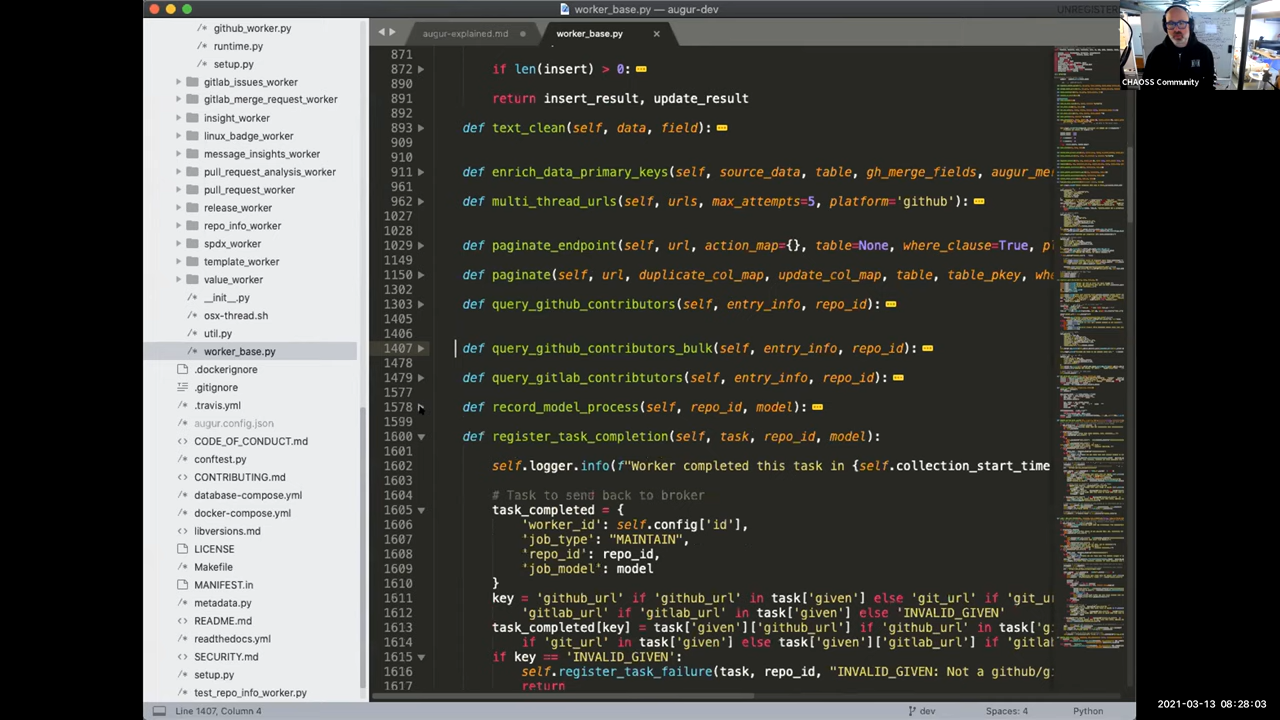 worker_base.py — augur-dev
UNREGISTERED
github_worker.py
runtime.py
setup.py
gitlab_issues_worker
gitlab_merge_request_worker
insight_worker
linux_badge_worker
message_insights_worker
pull_request_analysis_worker
pull_request_worker
release_worker
repo_info_worker
spdx_worker
template_worker
value_worker
__init__.py
osx-thread.sh
util.py
worker_base.py
.dockerignore
.gitignore
.travis.yml
augur.config.json
CODE_OF_CONDUCT.md
conftest.py
CONTRIBUTING.md
database-compose.yml
docker-compose.yml
libversions.md
LICENSE
Makefile
MANIFEST.in
metadata.py
README.md
readthedocs.yml
SECURITY.md
setup.py
test_repo_info_worker.py
augur-explained.md
worker_base.py
871
872 if len(insert) > 0:
890
891 return insert_result, update_result
892
893 def text_clean(self, data, field):
909
910 def enrich_data_primary_keys(self, source_data, table, gh_merge_fields, augur_me
961
962 def multi_thread_urls(self, urls, max_attempts=5, platform='github'):
1027
1028 def paginate_endpoint(self, url, action_map={}, table=None, where_clause=True, p
1149
1150 def paginate(self, url, duplicate_col_map, update_col_map, table, table_pkey, wh
1302
1303 def query_github_contributors(self, entry_info, repo_id):
1405
1406
1407 def query_github_contributors_bulk(self, entry_info, repo_id):
1478
1479 def query_gitlab_contributors(self, entry_info, repo_id):
1577
1578 def record_model_process(self, repo_id, model):
1599
1600 def register_task_completion(self, task, repo_id, model):
1601
1602 self.logger.info(f"Worker completed this task in {self.collection_start_time
1604 # Task to send back to broker
1605 task_completed = {
1606 'worker_id': self.config['id'],
1607 'job_type': "MAINTAIN",
1608 'repo_id': repo_id,
1609 'job_model': model
1610 }
1611 key = 'github_url' if 'github_url' in task['given'] else 'git_url
1612 'gitlab_url' if 'gitlab_url' in task['given'] else 'INVALID_GIVEN'
1613 task_completed[key] = task['given']['github_url'] if 'github_url' in task['g
1614 if 'git_url' in task['given'] else task['given']['gitlab_url'] if 'gitla
1615 if key == 'INVALID_GIVEN':
1616 self.register_task_failure(task, repo_id, "INVALID_GIVEN: Not a github/gi
1617 return
Line 1407, Column 4
dev
Spaces: 4
Python
CHAOSS Community
2021-03-13 08:28:03